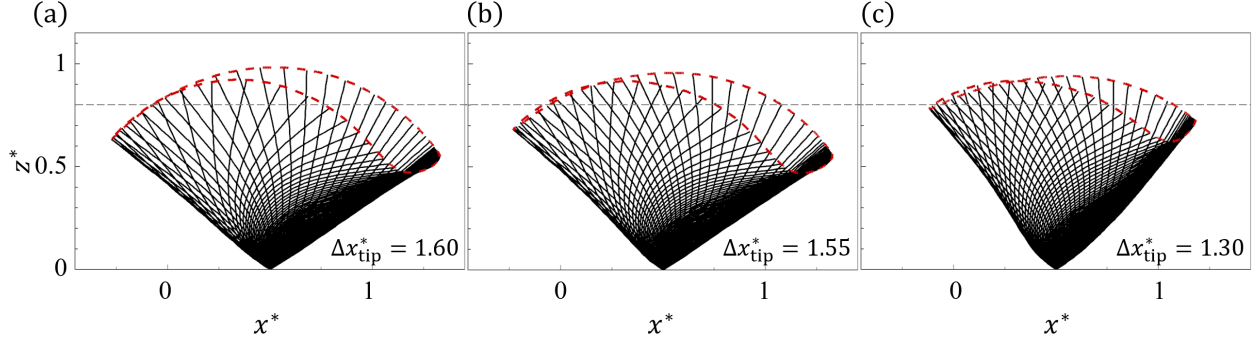 (a)
(b)
(c)
1
0.5
0
z*
Δx*tip = 1.60
Δx*tip = 1.55
Δx*tip = 1.30
0 1
0 1
0 1
x*
x*
x*